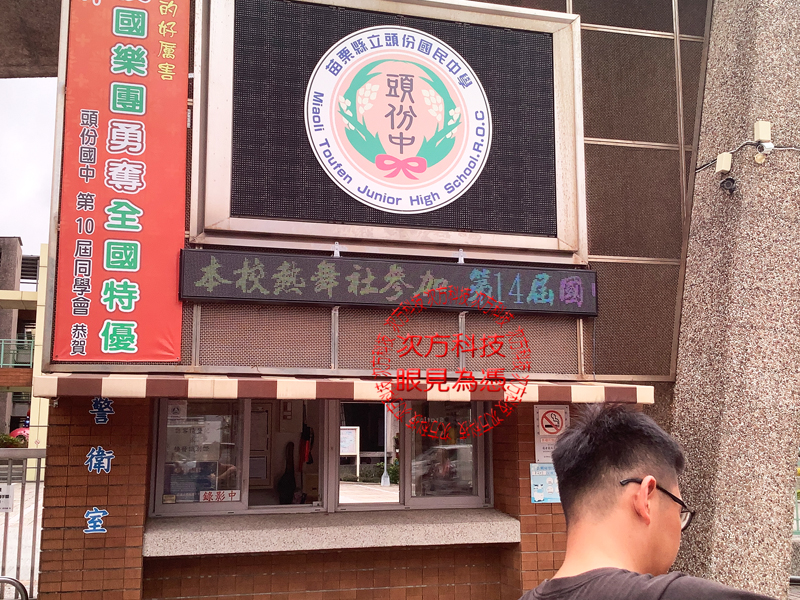 的好厲害
國樂團勇奪全國特優
頭份國中 第10屆同學會 恭賀
苗栗縣立頭份國民中學
頭份中
Miaoli Toufen Junior High School.R.O.C
本校熱舞社參加 第14屆國
次方科技
眼見為憑
警衛室
錄影中